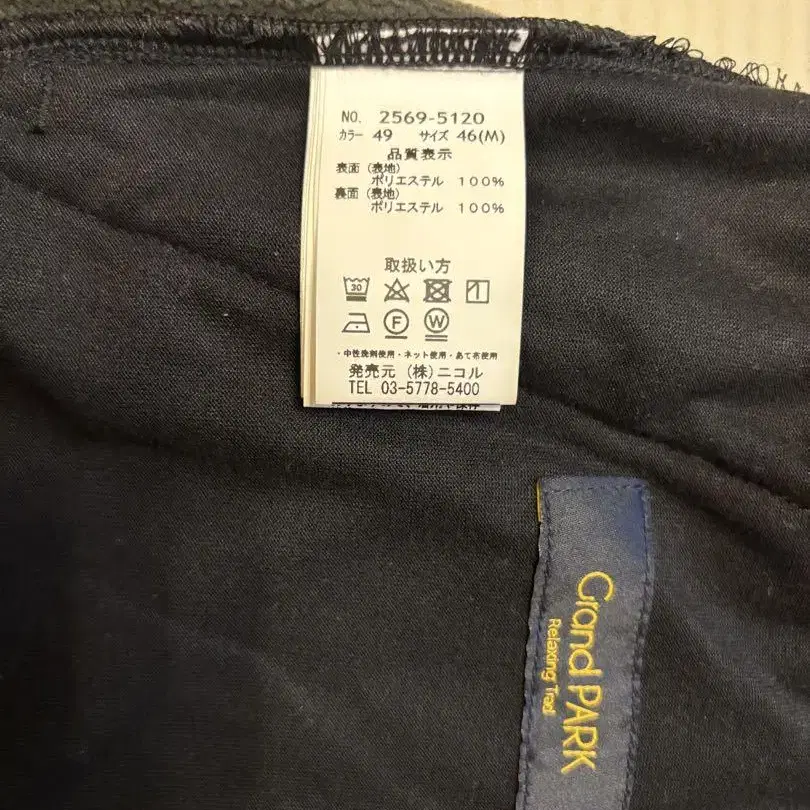 NO. 2569-5120
カラー 49 サイズ 46(M)
品質表示
表面(表地)
ポリエステル 100%
裏面(表地)
ポリエステル 100%
取扱い方
30
F
W
・中性洗剤使用・ネット使用・あて布使用
発売元 (株)ニコル
TEL 03-5778-5400
Grand PARK
Relaxing Trad